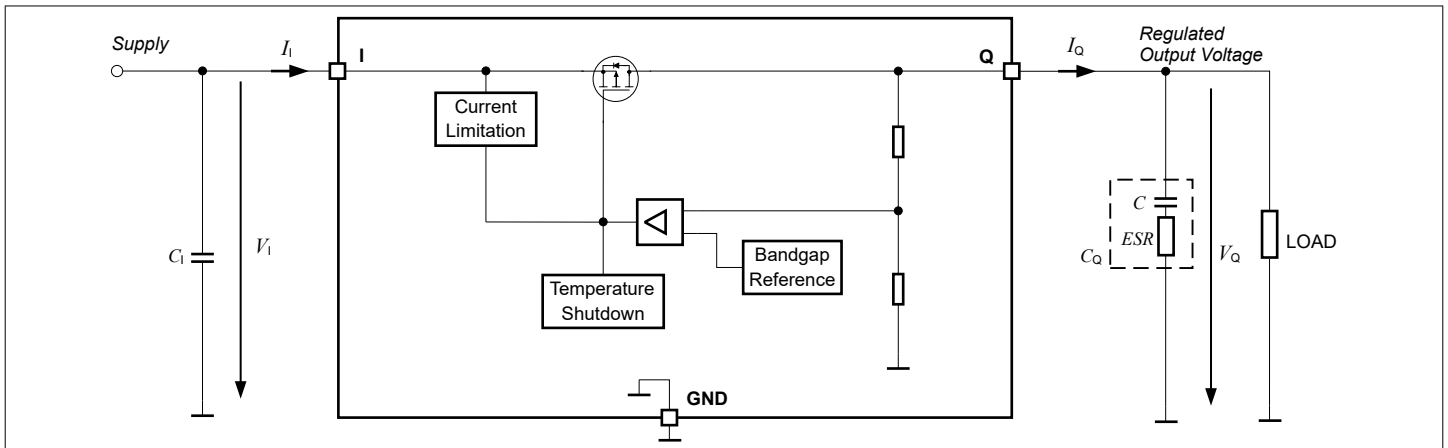 Supply
I_I
I
Q
I_Q
Regulated
Output Voltage
Current
Limitation
C
ESR
C_Q
V_Q
LOAD
C_I
V_I
Bandgap
Reference
Temperature
Shutdown
GND